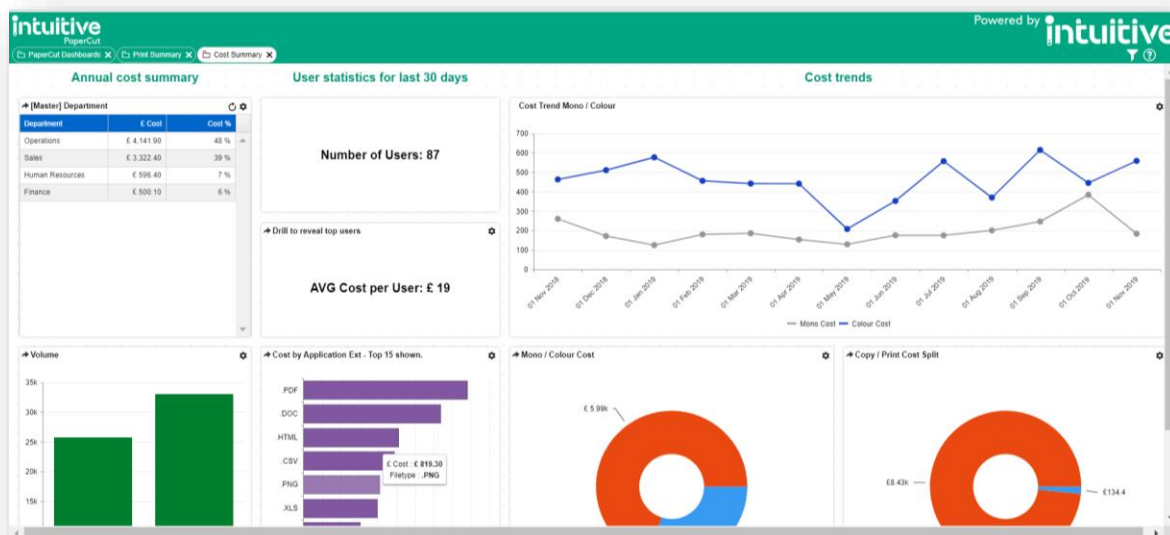 intuitive
PaperCut
Powered by intuitive
PaperCut Dashboards X
Print Summary X
Cost Summary X
Annual cost summary
User statistics for last 30 days
Cost trends
[Master] Department
Department £ Cost Cost %
Operations £ 4,141.90 48 %
Sales £ 3,322.40 39 %
Human Resources £ 596.40 7 %
Finance £ 500.10 6 %
Number of Users: 87
Drill to reveal top users
AVG Cost per User: £ 19
Cost Trend Mono / Colour
700
600
500
400
300
200
100
0
01 Nov 2018
01 Dec 2018
01 Jan 2019
01 Feb 2019
01 Mar 2019
01 Apr 2019
01 May 2019
01 Jun 2019
01 Jul 2019
01 Aug 2019
01 Sep 2019
01 Oct 2019
01 Nov 2019
Mono Cost Colour Cost
Volume
35k
30k
25k
20k
15k
Cost by Application Ext - Top 15 shown.
.PDF
.DOC
.HTML
.CSV
.PNG
.XLS
£ Cost : £ 819.30
Filetype : .PNG
Mono / Colour Cost
£ 5.99k
Copy / Print Cost Split
£8.43k
£134.4